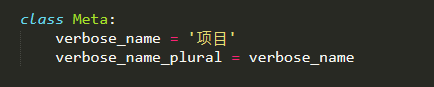 class Meta:
    verbose_name = '项目'
    verbose_name_plural = verbose_name